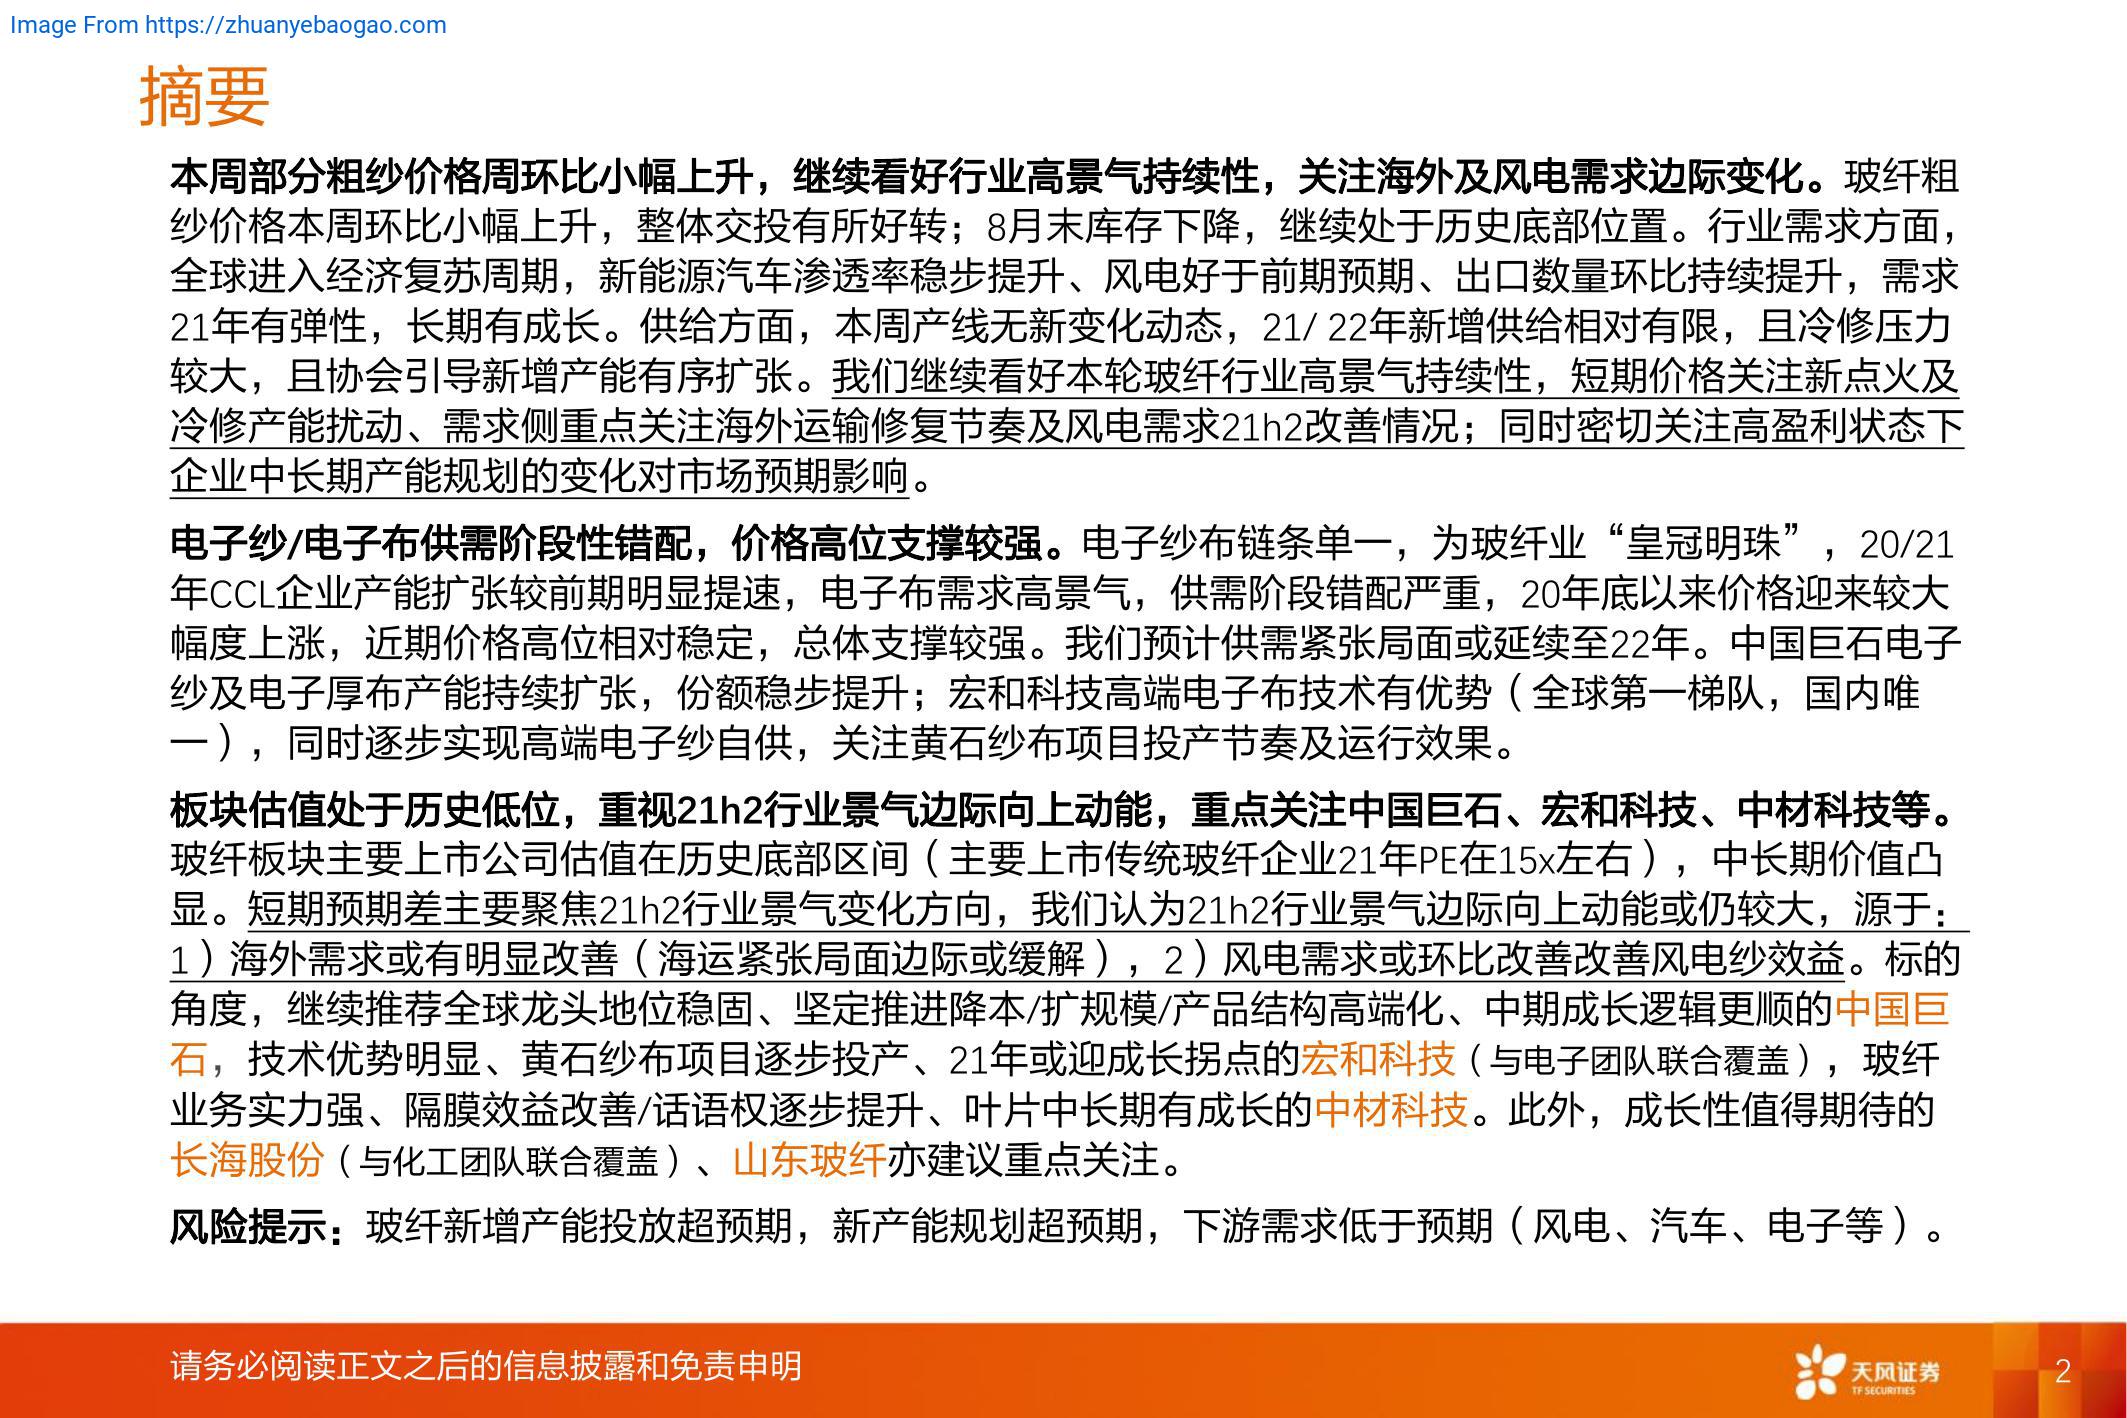 Image From https://zhuanyebaogao.com
摘要
本周部分粗纱价格周环比小幅上升，继续看好行业高景气持续性，关注海外及风电需求边际变化。玻纤粗
纱价格本周环比小幅上升，整体交投有所好转；8月末库存下降，继续处于历史底部位置。行业需求方面，
全球进入经济复苏周期，新能源汽车渗透率稳步提升、风电好于前期预期、出口数量环比持续提升，需求
21年有弹性，长期有成长。供给方面，本周产线无新变化动态，21/ 22年新增供给相对有限，且冷修压力
较大，且协会引导新增产能有序扩张。我们继续看好本轮玻纤行业高景气持续性，短期价格关注新点火及
冷修产能扰动、需求侧重点关注海外运输修复节奏及风电需求21h2改善情况；同时密切关注高盈利状态下
企业中长期产能规划的变化对市场预期影响。
电子纱/电子布供需阶段性错配，价格高位支撑较强。电子纱布链条单一，为玻纤业“皇冠明珠”，20/21
年CCL企业产能扩张较前期明显提速，电子布需求高景气，供需阶段错配严重，20年底以来价格迎来较大
幅度上涨，近期价格高位相对稳定，总体支撑较强。我们预计供需紧张局面或延续至22年。中国巨石电子
纱及电子厚布产能持续扩张，份额稳步提升；宏和科技高端电子布技术有优势（全球第一梯队，国内唯
一），同时逐步实现高端电子纱自供，关注黄石纱布项目投产节奏及运行效果。
板块估值处于历史低位，重视21h2行业景气边际向上动能，重点关注中国巨石、宏和科技、中材科技等。
玻纤板块主要上市公司估值在历史底部区间（主要上市传统玻纤企业21年PE在15x左右），中长期价值凸
显。短期预期差主要聚焦21h2行业景气变化方向，我们认为21h2行业景气边际向上动能或仍较大，源于：
1）海外需求或有明显改善（海运紧张局面边际或缓解），2）风电需求或环比改善改善风电纱效益。标的
角度，继续推荐全球龙头地位稳固、坚定推进降本/扩规模/产品结构高端化、中期成长逻辑更顺的中国巨
石，技术优势明显、黄石纱布项目逐步投产、21年或迎成长拐点的宏和科技（与电子团队联合覆盖），玻纤
业务实力强、隔膜效益改善/话语权逐步提升、叶片中长期有成长的中材科技。此外，成长性值得期待的
长海股份（与化工团队联合覆盖）、山东玻纤亦建议重点关注。
风险提示：玻纤新增产能投放超预期，新产能规划超预期，下游需求低于预期（风电、汽车、电子等）。
请务必阅读正文之后的信息披露和免责申明
天风证券
TF SECURITIES
2